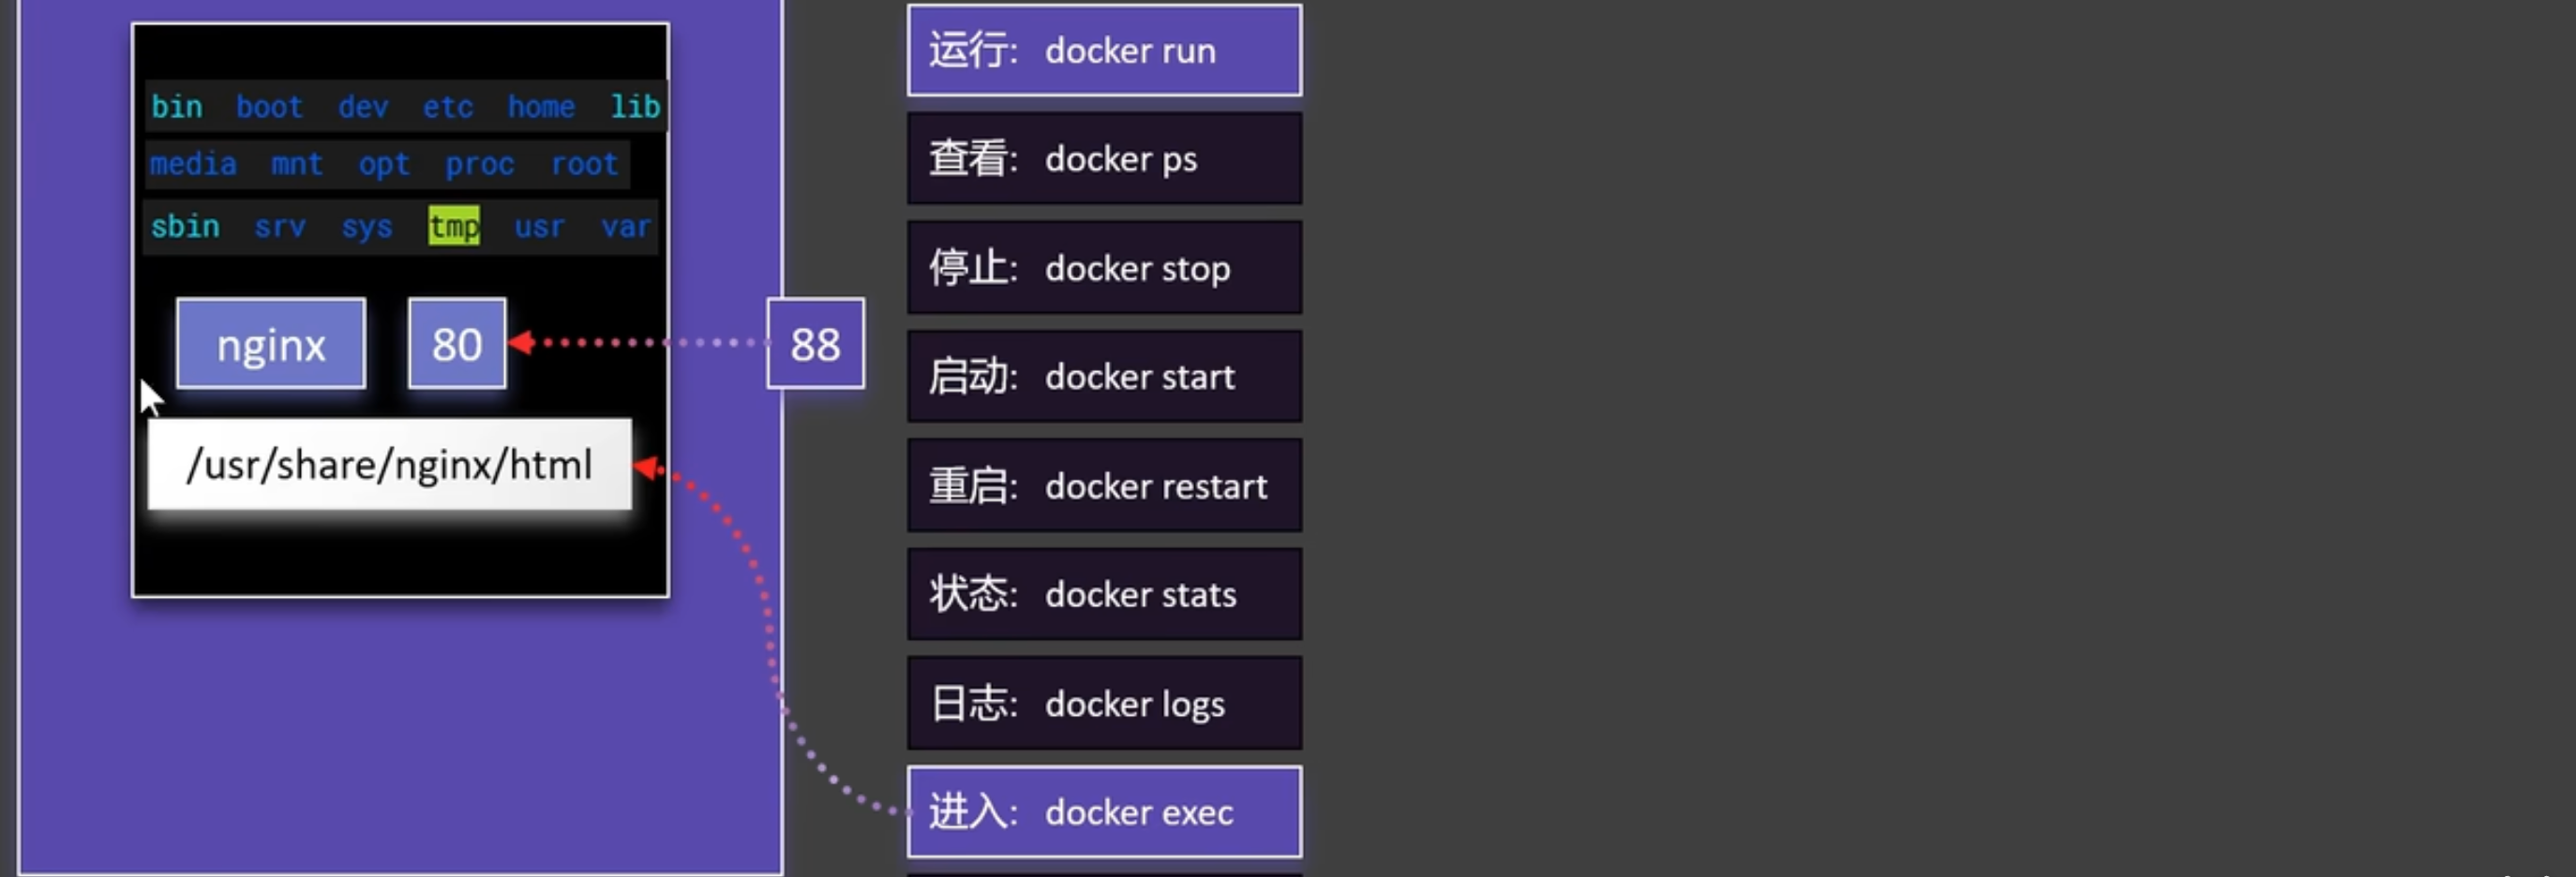 bin boot dev etc home lib
media mnt opt proc root
sbin srv sys tmp usr var
nginx
80
88
/usr/share/nginx/html
运行: docker run
查看: docker ps
停止: docker stop
启动: docker start
重启: docker restart
状态: docker stats
日志: docker logs
进入: docker exec